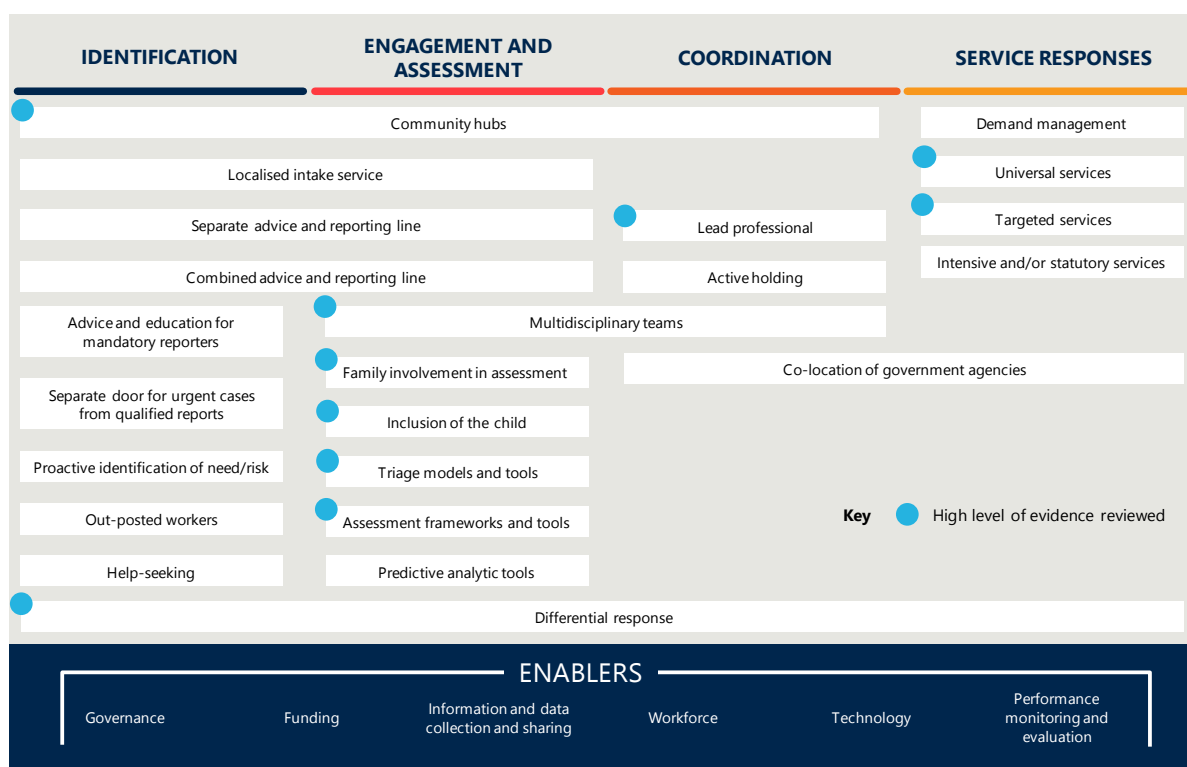 IDENTIFICATION
ENGAGEMENT AND
ASSESSMENT
COORDINATION
SERVICE RESPONSES
Community hubs
Demand management
Localised intake service
Universal services
Separate advice and reporting line
Lead professional
Targeted services
Combined advice and reporting line
Active holding
Intensive and/or statutory services
Advice and education for
mandatory reporters
Multidisciplinary teams
Family involvement in assessment
Co-location of government agencies
Separate door for urgent cases
from qualified reports
Inclusion of the child
Proactive identification of need/risk
Triage models and tools
Out-posted workers
Assessment frameworks and tools
Key
High level of evidence reviewed
Help-seeking
Predictive analytic tools
Differential response
ENABLERS
Governance
Funding
Information and data
collection and sharing
Workforce
Technology
Performance
monitoring and
evaluation